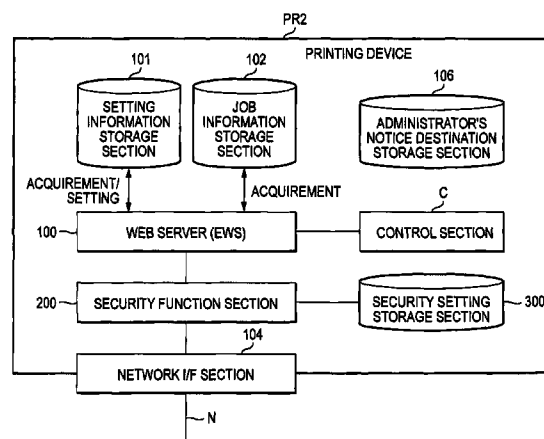 PR2
PRINTING DEVICE
101
102
106
SETTING
INFORMATION
STORAGE
SECTION
JOB
INFORMATION
STORAGE
SECTION
ADMINISTRATOR'S
NOTICE DESTINATION
STORAGE SECTION
ACQUIREMENT/
SETTING
ACQUIREMENT
C
100
WEB SERVER (EWS)
CONTROL SECTION
200
SECURITY FUNCTION SECTION
SECURITY SETTING
STORAGE SECTION
300
104
NETWORK I/F SECTION
N